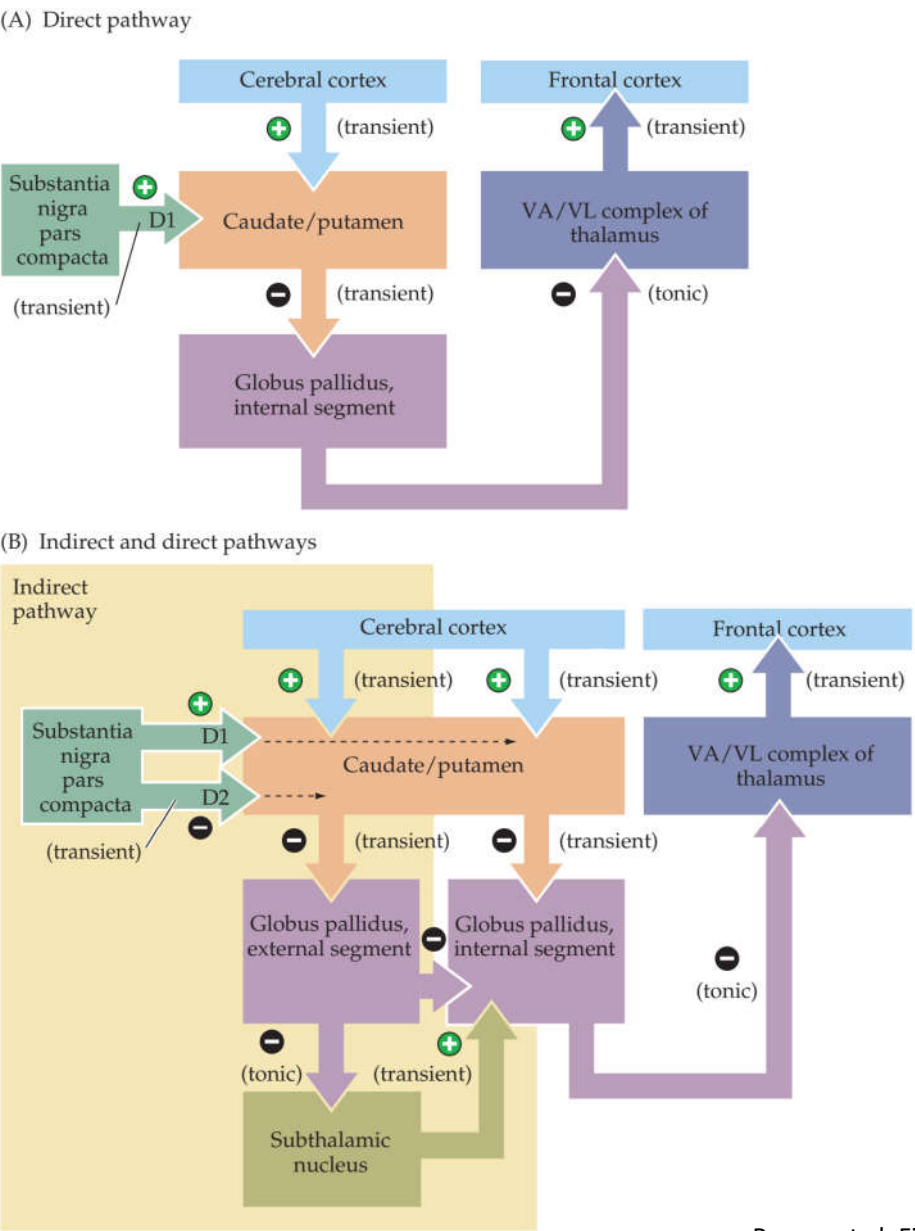 (A) Direct pathway
Cerebral cortex
Frontal cortex
+
(transient)
+
(transient)
Substantia
nigra
pars
compacta
+
D1
(transient)
Caudate/putamen
VA/VL complex of
thalamus
−
(transient)
−
(tonic)
Globus pallidus,
internal segment
(B) Indirect and direct pathways
Indirect
pathway
Cerebral cortex
Frontal cortex
+
(transient)
+
(transient)
+
(transient)
Substantia
nigra
pars
compacta
+
D1
D2
−
(transient)
Caudate/putamen
VA/VL complex of
thalamus
−
(transient)
−
(transient)
Globus pallidus,
external segment
−
Globus pallidus,
internal segment
−
(tonic)
−
(tonic)
+
(transient)
Subthalamic
nucleus